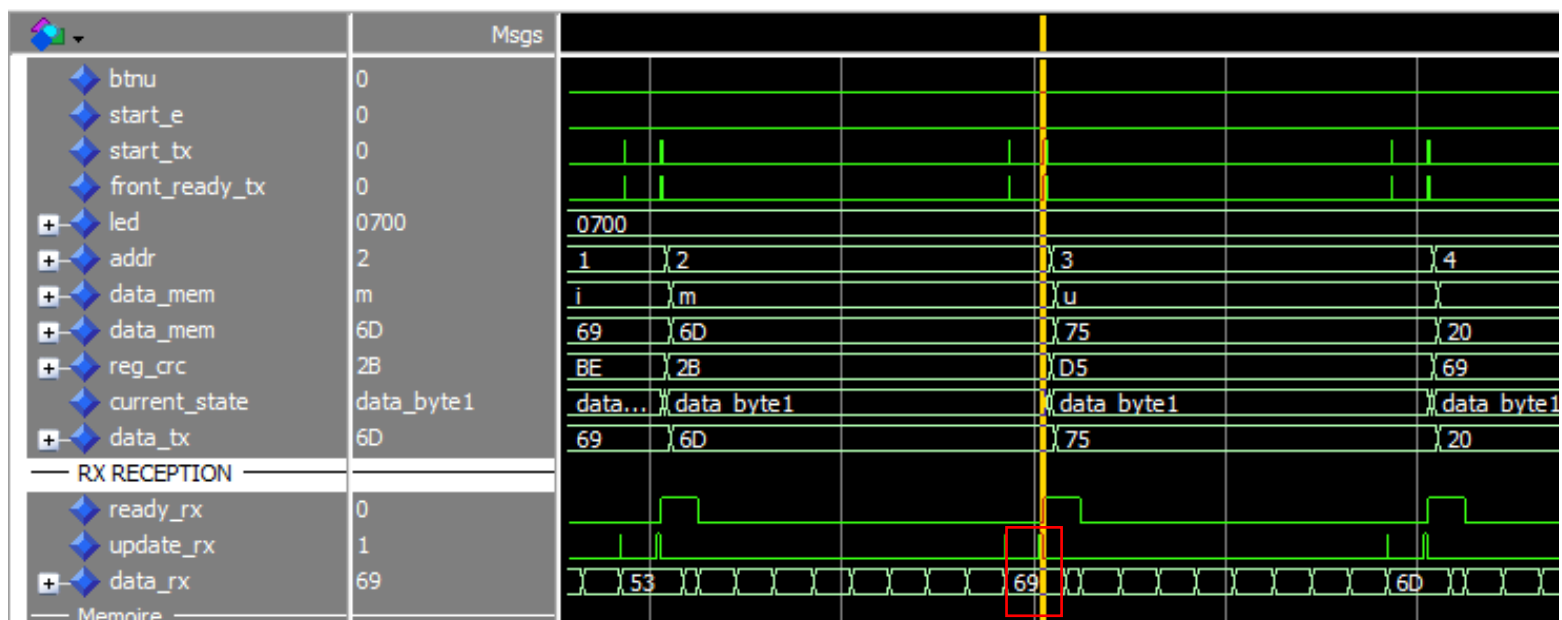 Msgs
btnu 0
start_e 0
start_tx 0
front_ready_tx 0
led 0700 0700
addr 2 1 2 3 4
data_mem m i m u
data_mem 6D 69 6D 75 20
reg_crc 2B BE 2B D5 69
current_state data_byte1 data... data_byte1 data_byte1 data_byte1
data_tx 6D 69 6D 75 20
RX RECEPTION
ready_rx 0
update_rx 1
data_rx 69 53 69 6D
Memoire